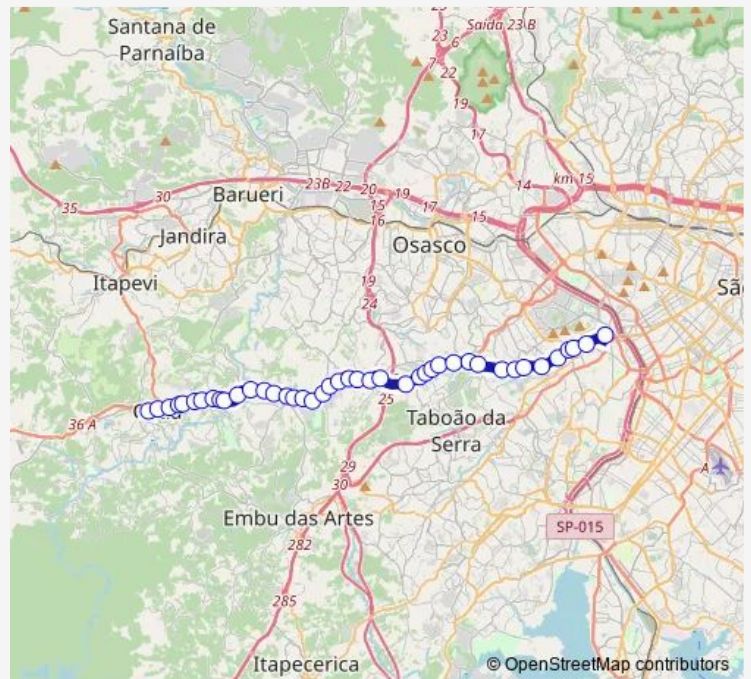 Santana de
Parnaíba
23
Saída 23 B
23
6
7
22
19
17
30
35
Barueri
23B 22 20 19
15
16
17
15
14
km 15
Jandira
Osasco
Itapevi
19
24
São
36 A
25
Taboão da
Serra
29
30
A
Embu das Artes
SP-015
282
285
Itapecerica
© OpenStreetMap contributors